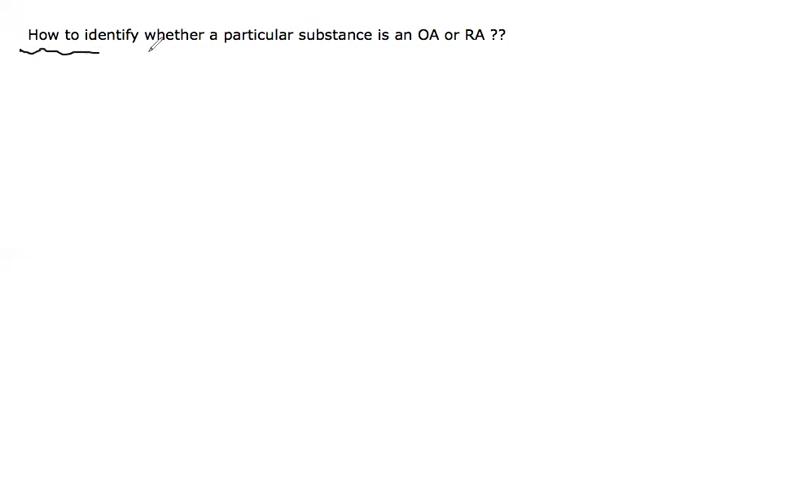 How to identify whether a particular substance is an OA or RA ??